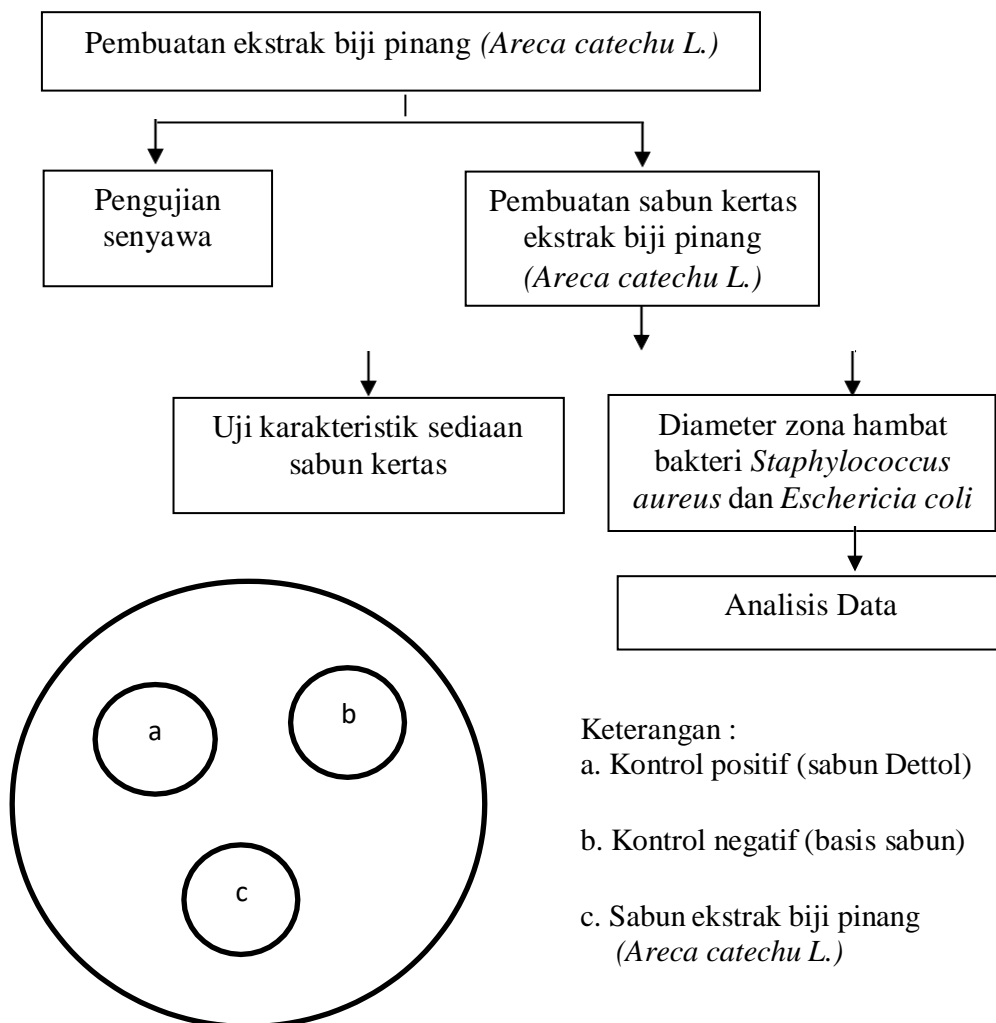 Pembuatan ekstrak biji pinang (Areca catechu L.)
Pengujian
senyawa
Pembuatan sabun kertas
ekstrak biji pinang
(Areca catechu L.)
Uji karakteristik sediaan
sabun kertas
Diameter zona hambat
bakteri Staphylococcus
aureus dan Eschericia coli
Analisis Data
a
b
c
Keterangan :
a. Kontrol positif (sabun Dettol)
b. Kontrol negatif (basis sabun)
c. Sabun ekstrak biji pinang
(Areca catechu L.)